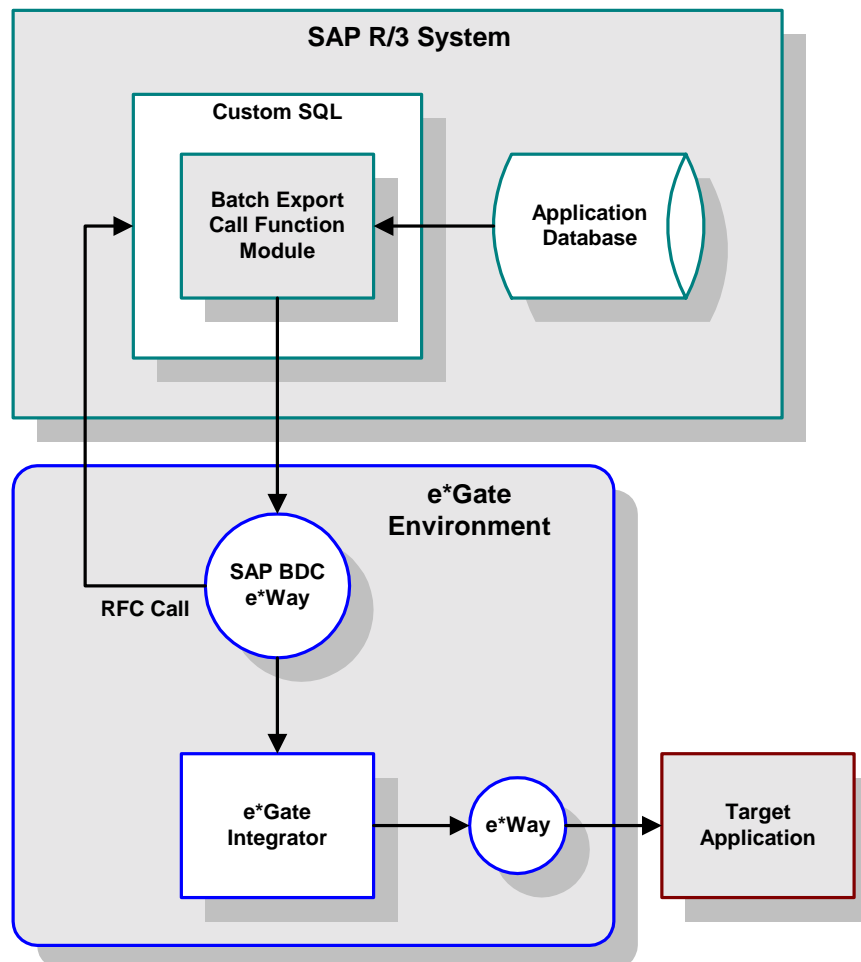 SAP R/3 System
Custom SQL
Batch Export
Call Function
Module
Application
Database
e*Gate
Environment
SAP BDC
e*Way
RFC Call
e*Gate
Integrator
e*Way
Target
Application